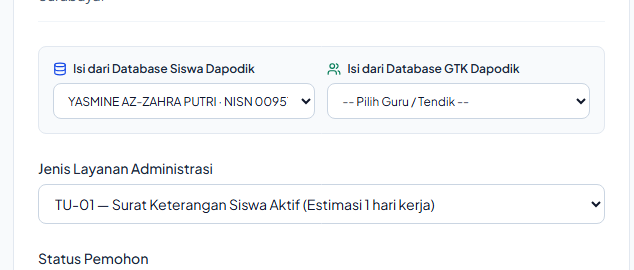 Isi dari Database Siswa Dapodik
YASMINE AZ-ZAHRA PUTRI · NISN 0095
Isi dari Database GTK Dapodik
-- Pilih Guru / Tendik --
Jenis Layanan Administrasi
TU-01 — Surat Keterangan Siswa Aktif (Estimasi 1 hari kerja)
Status Pemohon